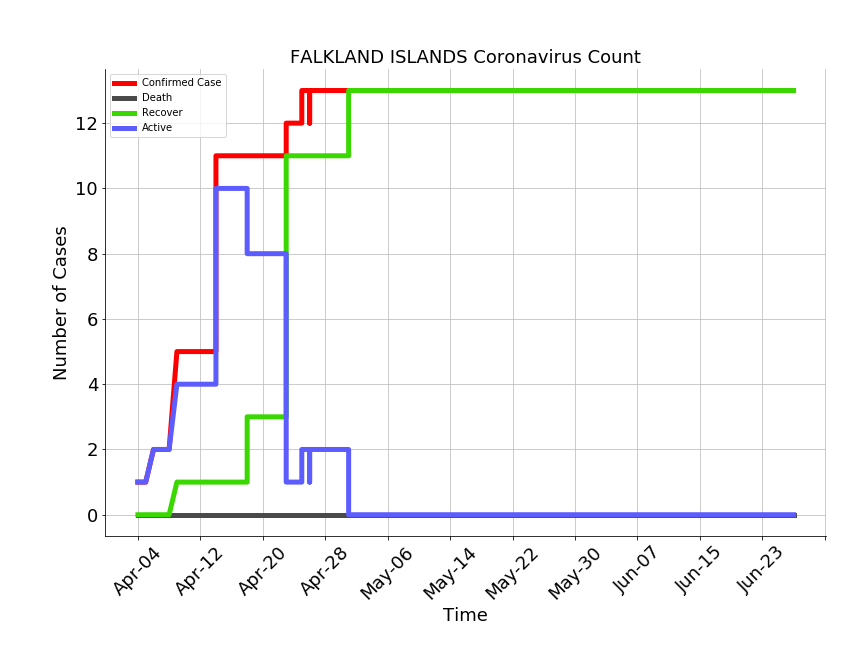 FALKLAND ISLANDS Coronavirus Count
Confirmed Case
Death
Recover
Active
Number of Cases
12
10
8
6
4
2
0
Apr-04
Apr-12
Apr-20
Apr-28
May-06
May-14
May-22
May-30
Jun-07
Jun-15
Jun-23
Time